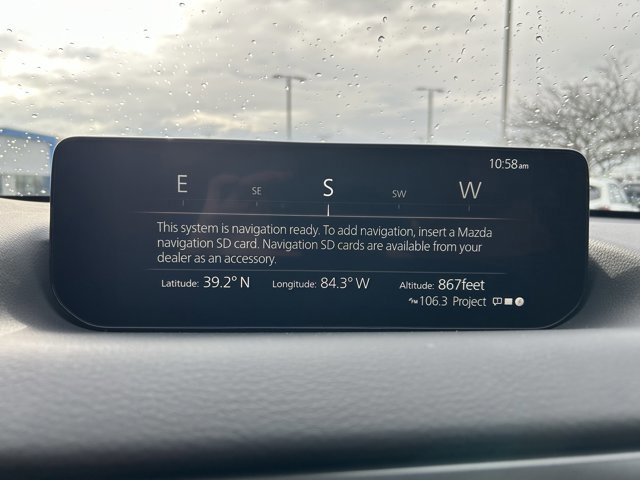 10:58am
E SE S SW W
This system is navigation ready. To add navigation, insert a Mazda
navigation SD card. Navigation SD cards are available from your
dealer as an accessory.
Latitude: 39.2° N Longitude: 84.3° W Altitude: 867feet
FM 106.3 Project